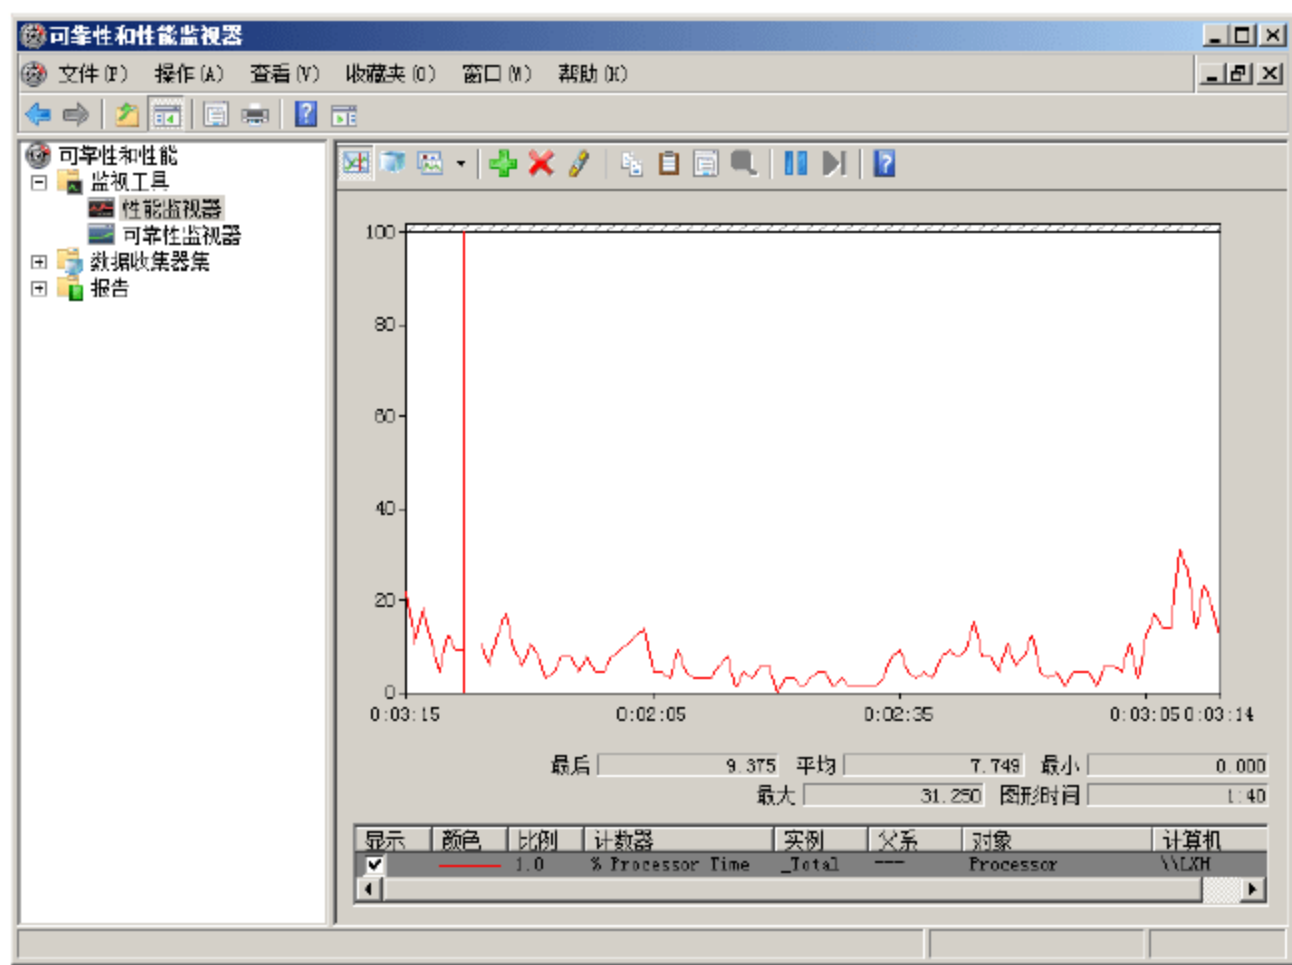 可靠性和性能监视器
文件(F) 操作(A) 查看(V) 收藏夹(O) 窗口(W) 帮助(H)
可靠性和性能
监视工具
性能监视器
可靠性监视器
数据收集器集
报告
100
80
60
40
20
0
0:03:15 0:02:05 0:02:35 0:03:05 0:03:14
最后 9.375 平均 7.749 最小 0.000
最大 31.250 图形时间 1:40
显示 颜色 比例 计数器 实例 父系 对象 计算机
1.0 % Processor Time _Total --- Processor \\LXH